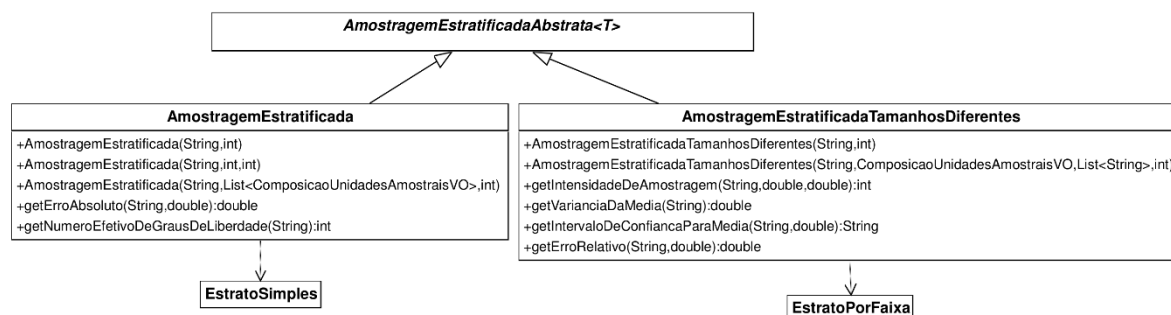 AmostragemEstratificadaAbstrata<T>
AmostragemEstratificada
+AmostragemEstratificada(String,int)
+AmostragemEstratificada(String,int,int)
+AmostragemEstratificada(String,List<ComposicaoUnidadesAmostraisVO>,int)
+getErroAbsoluto(String,double):double
+getNumeroEfetivoDeGrausDeLiberdade(String):int
EstratoSimples
AmostragemEstratificadaTamanhosDiferentes
+AmostragemEstratificadaTamanhosDiferentes(String,int)
+AmostragemEstratificadaTamanhosDiferentes(String,ComposicaoUnidadesAmostraisVO,List<String>,int)
+getIntensidadeDeAmostragem(String,double,double):int
+getVarianciaDaMedia(String):double
+getIntervaloDeConfiancaParaMedia(String,double):String
+getErroRelativo(String,double):double
EstratoPorFaixa